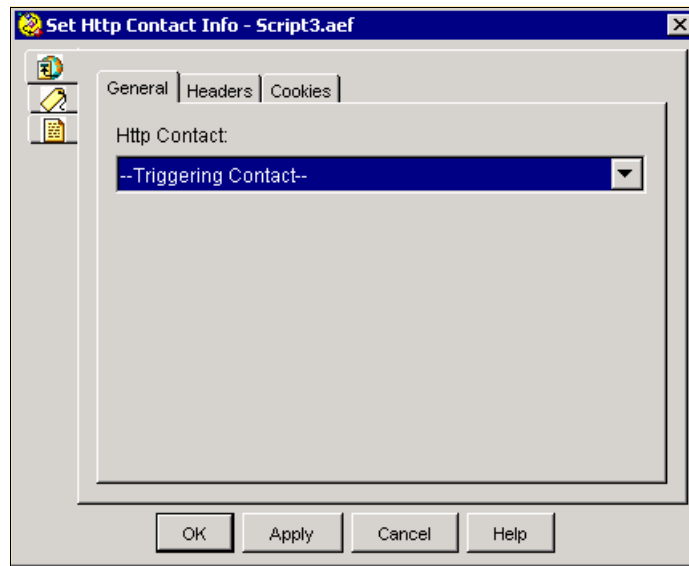 Set Http Contact Info - Script3.aef
General Headers Cookies
Http Contact:
--Triggering Contact--
OK Apply Cancel Help